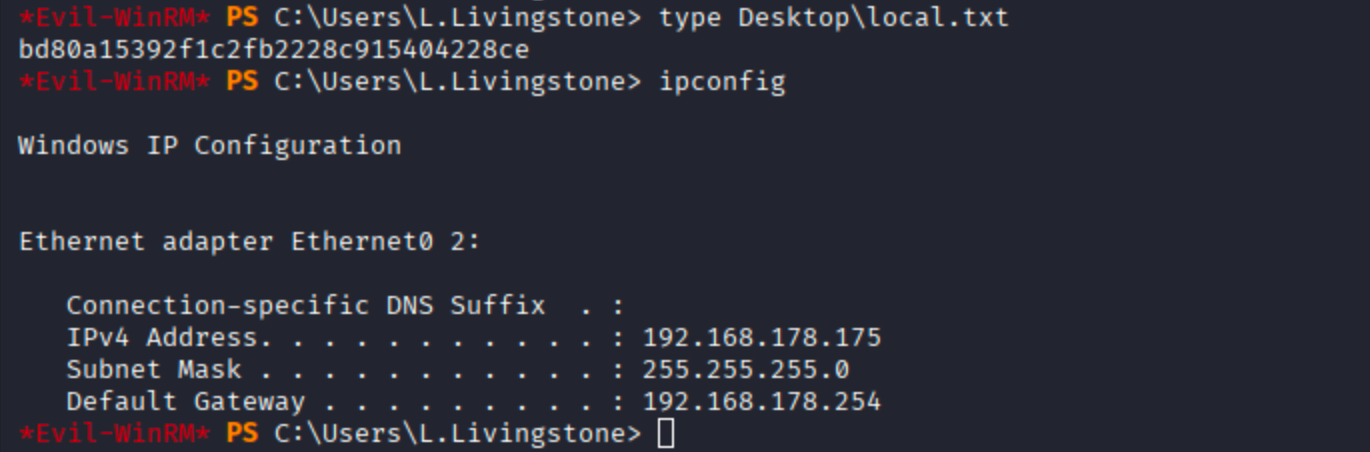 *Evil-WinRM* PS C:\Users\L.Livingstone> type Desktop\local.txt
bd80a15392f1c2fb2228c915404228ce
*Evil-WinRM* PS C:\Users\L.Livingstone> ipconfig
Windows IP Configuration
Ethernet adapter Ethernet0 2:
Connection-specific DNS Suffix  . :
IPv4 Address. . . . . . . . . . . : 192.168.178.175
Subnet Mask . . . . . . . . . . . : 255.255.255.0
Default Gateway . . . . . . . . . : 192.168.178.254
*Evil-WinRM* PS C:\Users\L.Livingstone>